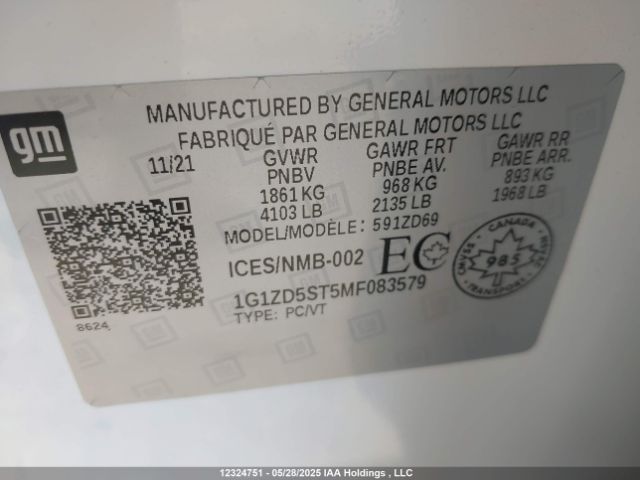 gm
MANUFACTURED BY GENERAL MOTORS LLC
FABRIQUÉ PAR GENERAL MOTORS LLC
11/21
GVWR
PNBV
1861 KG
4103 LB
GAWR FRT
PNBE AV.
968 KG
2135 LB
GAWR RR
PNBE ARR.
893 KG
1968 LB
MODEL/MODÈLE: 591ZD69
ICES/NMB-002
EC
1G1ZD5ST5MF083579
TYPE: PC/VT
8624
CANADA
985
12324751 — 05/28/2025 IAA Holdings , LLC